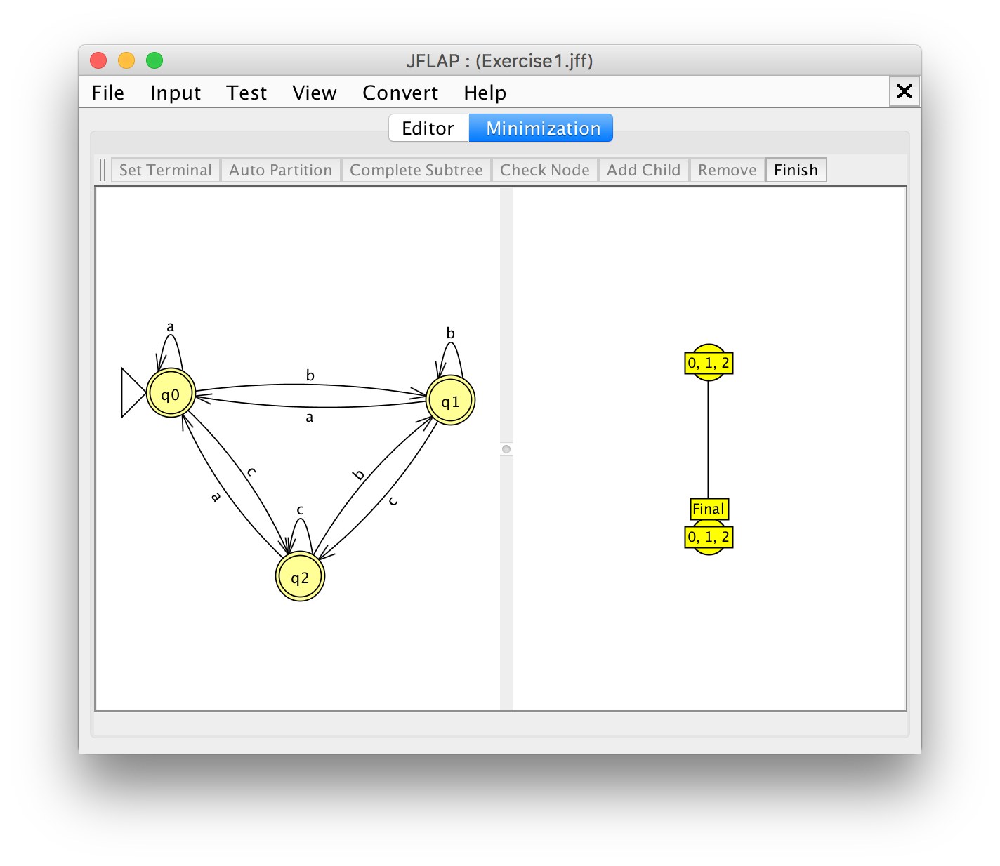 JFLAP : (Exercise1.jff)
File Input Test View Convert Help
Editor Minimization
Set Terminal Auto Partition Complete Subtree Check Node Add Child Remove Finish
a
b
b
q0
q1
a
c
b
a
c
c
q2
0, 1, 2
Final
0, 1, 2